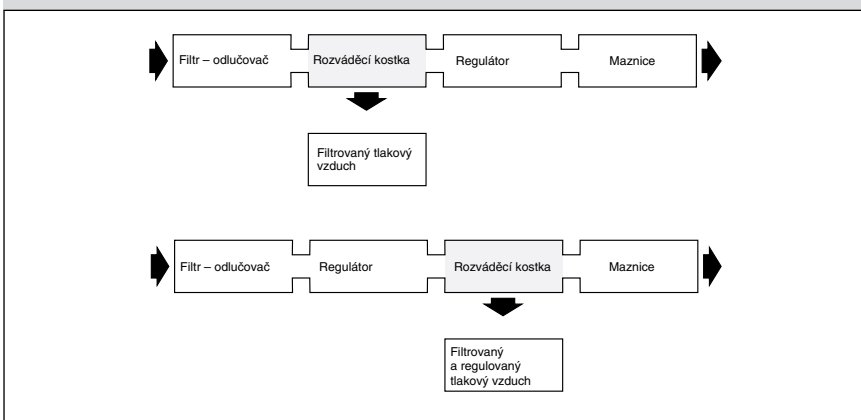 Filtr – odlučovač
Rozváděcí kostka
Regulátor
Maznice
Filtrovaný tlakový
vzduch
Filtr – odlučovač
Regulátor
Rozváděcí kostka
Maznice
Filtrovaný
a regulovaný
tlakový vzduch